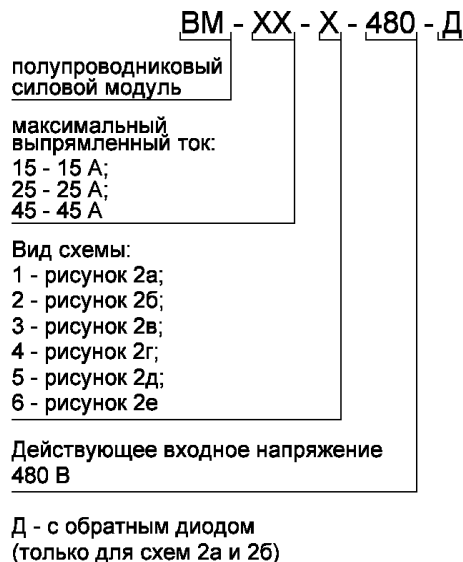 ВМ - ХХ - Х - 480 - Д
полупроводниковый
силовой модуль
максимальный
выпрямленный ток:
15 - 15 А;
25 - 25 А;
45 - 45 А
Вид схемы:
1 - рисунок 2а;
2 - рисунок 2б;
3 - рисунок 2в;
4 - рисунок 2г;
5 - рисунок 2д;
6 - рисунок 2е
Действующее входное напряжение
480 В
Д - с обратным диодом
(только для схем 2а и 2б)